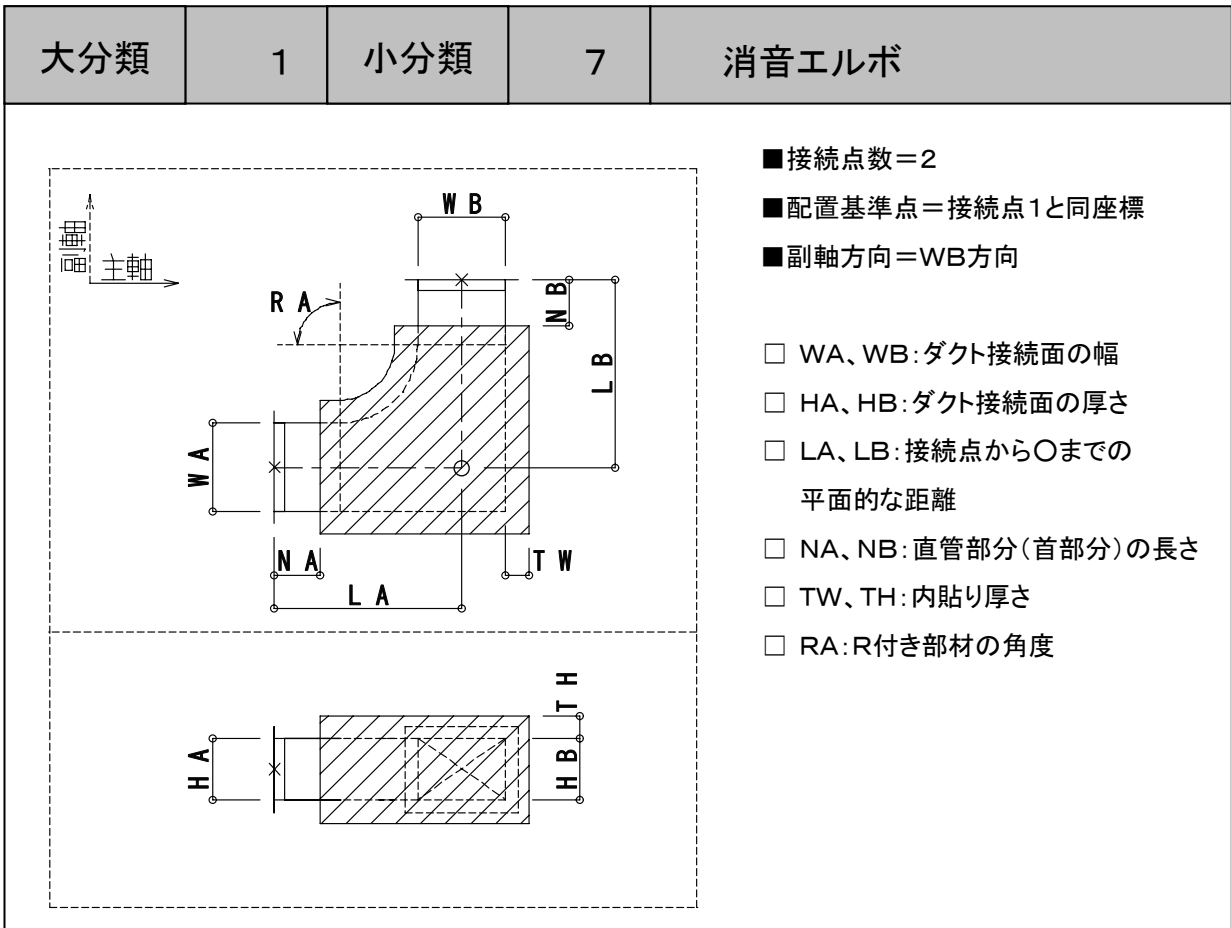 大分類 1 小分類 7 消音エルボ
■接続点数=2
■配置基準点=接続点1と同座標
■副軸方向=WB方向
□ WA、WB:ダクト接続面の幅
□ HA、HB:ダクト接続面の厚さ
□ LA、LB:接続点から○までの
平面的な距離
□ NA、NB:直管部分(首部分)の長さ
□ TW、TH:内貼り厚さ
□ RA:R付き部材の角度
副軸
主軸
W B
R A
N B
L B
W A
N A
T W
L A
T H
H A
H B